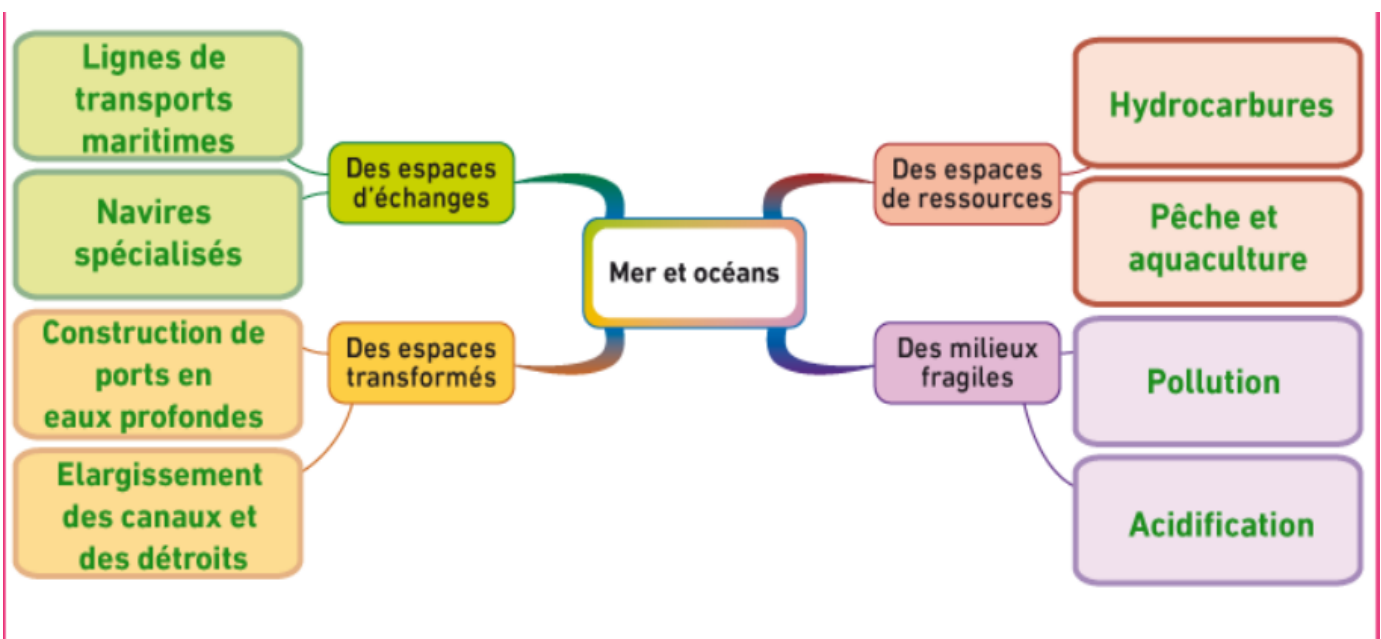 Lignes de
transports
maritimes
Navires
spécialisés
Des espaces
d'échanges
Construction de
ports en
eaux profondes
Elargissement
des canaux et
des détroits
Des espaces
transformés
Mer et océans
Des espaces
de ressources
Hydrocarbures
Pêche et
aquaculture
Des milieux
fragiles
Pollution
Acidification